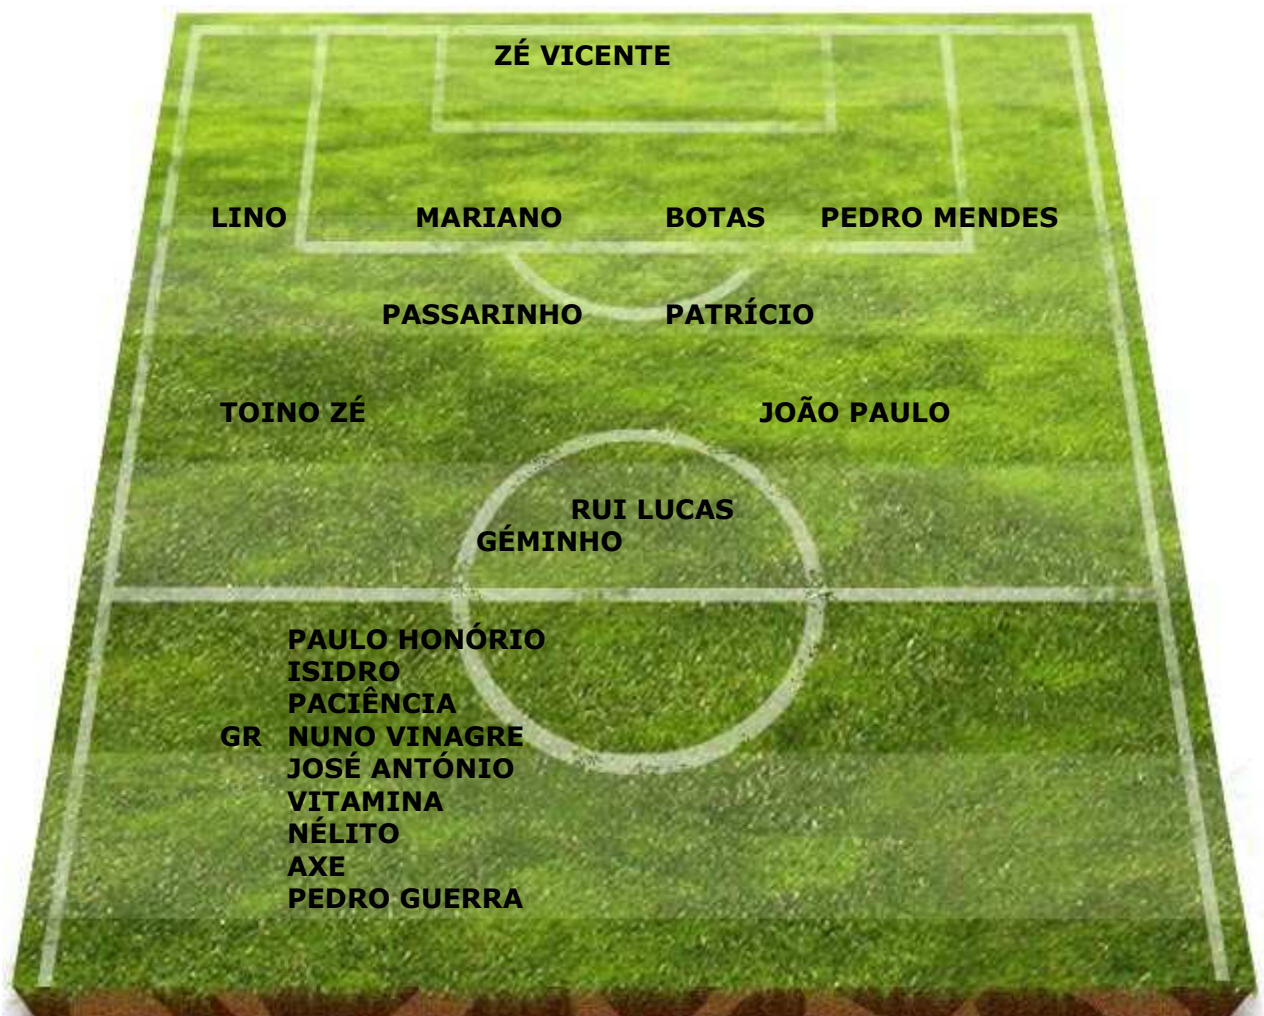 ZÉ VICENTE
LINO MARIANO BOTAS PEDRO MENDES
PASSARINHO PATRÍCIO
TOINO ZÉ JOÃO PAULO
RUI LUCAS
GÉMINHO
PAULO HONÓRIO
ISIDRO
PACIÊNCIA
GR NUNO VINAGRE
JOSÉ ANTÓNIO
VITAMINA
NÉLITO
AXE
PEDRO GUERRA